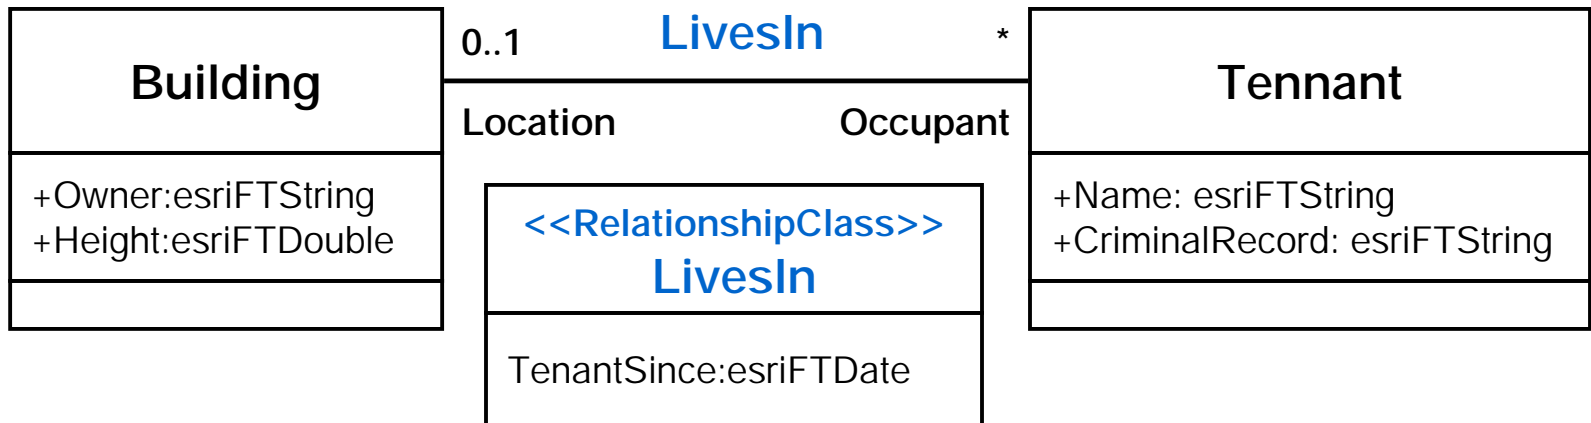 Building
+Owner:esriFTString
+Height:esriFTDouble
0..1 LivesIn *
Location Occupant
<<RelationshipClass>>
LivesIn
TenantSince:esriFTDate
Tennant
+Name: esriFTString
+CriminalRecord: esriFTString